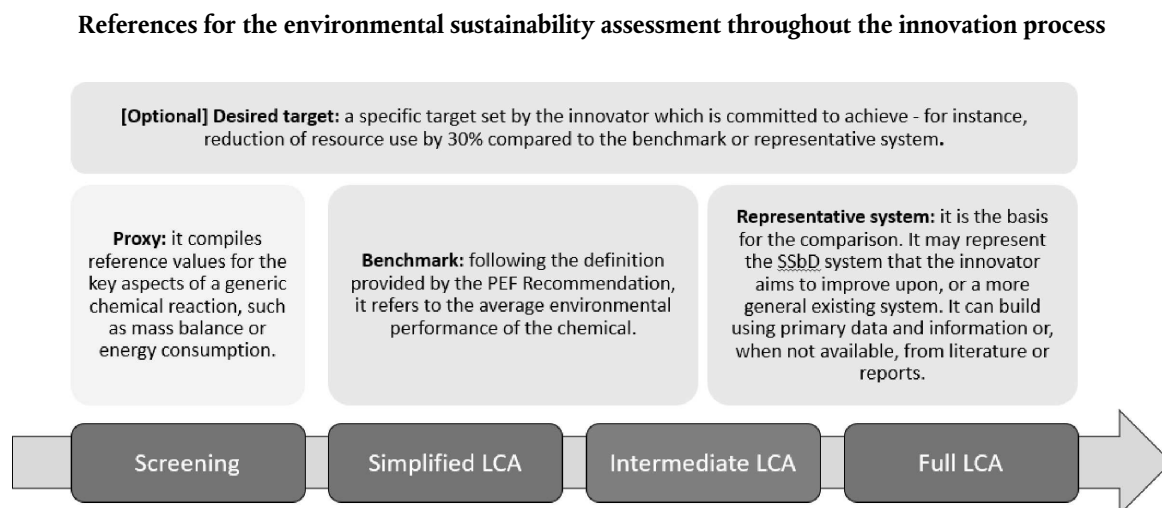 References for the environmental sustainability assessment throughout the innovation process
[Optional] Desired target: a specific target set by the innovator which is committed to achieve - for instance,
reduction of resource use by 30% compared to the benchmark or representative system.
Proxy: it compiles
reference values for the
key aspects of a generic
chemical reaction, such
as mass balance or
energy consumption.
Benchmark: following the definition
provided by the PEF Recommendation,
it refers to the average environmental
performance of the chemical.
Representative system: it is the basis
for the comparison. It may represent
the SSbD system that the innovator
aims to improve upon, or a more
general existing system. It can build
using primary data and information or,
when not available, from literature or
reports.
Screening
Simplified LCA
Intermediate LCA
Full LCA